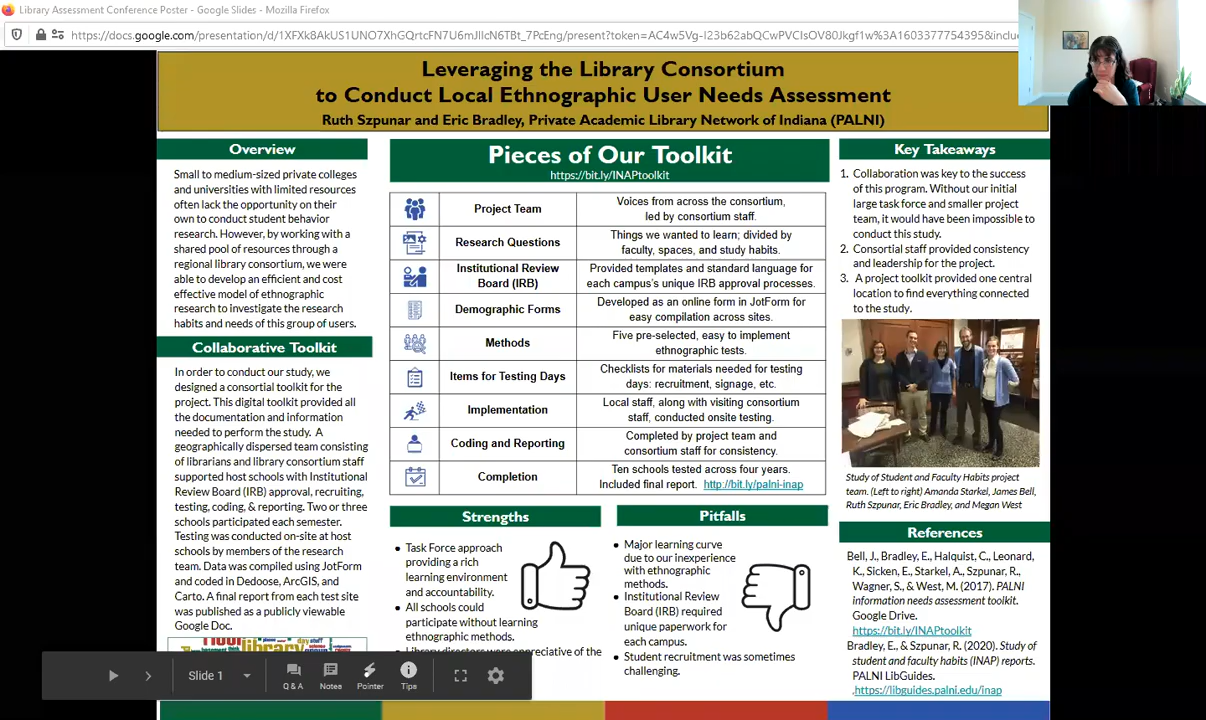 Library Assessment Conference Poster - Google Slides - Mozilla Firefox
Leveraging the Library Consortium
to Conduct Local Ethnographic User Needs Assessment
Ruth Szpunar and Eric Bradley, Private Academic Library Network of Indiana (PALNI)
Overview
Small to medium-sized private colleges
and universities with limited resources
often lack the opportunity on their
own to conduct student behavior
research. However, by working with a
shared pool of resources through a
regional library consortium, we were
able to develop an efficient and cost
effective model of ethnographic
research to investigate the research
habits and needs of this group of users.
Collaborative Toolkit
In order to conduct our study, we
designed a consortial toolkit for the
project. This digital toolkit provided all
the documentation and information
needed to perform the study. A
geographically dispersed team consisting
of librarians and library consortium staff
supported host schools with Institutional
Review Board (IRB) approval, recruiting,
testing, coding, & reporting. Two or three
schools participated each semester.
Testing was conducted on-site at host
schools by members of the research
team. Data was compiled using JotForm
and coded in Dedoose, ArcGIS, and
Carto. A final report from each test site
was published as a publicly viewable
Google Doc.
library
Pieces of Our Toolkit
https://bit.ly/INAPtoolkit
Project Team
Voices from across the consortium,
led by consortium staff.
Research Questions
Things we wanted to learn; divided by
faculty, spaces, and study habits.
Institutional Review
Board (IRB)
Provided templates and standard language for
each campus's unique IRB approval processes.
Demographic Forms
Developed as an online form in JotForm for
easy compilation across sites.
Methods
Five pre-selected, easy to implement
ethnographic tests.
Items for Testing Days
Checklists for materials needed for testing
days: recruitment, signage, etc.
Implementation
Local staff, along with visiting consortium
staff, conducted onsite testing.
Coding and Reporting
Completed by project team and
consortium staff for consistency.
Completion
Ten schools tested across four years.
Included final report. http://bit.ly/palni-inap
Strengths
• Task Force approach
providing a rich
learning environment
and accountability.
• All schools could
participate without learning
ethnographic methods.
Library directors were appreciative of the
Pitfalls
• Major learning curve
due to our inexperience
with ethnographic
methods.
• Institutional Review
Board (IRB) required
unique paperwork for
each campus.
• Student recruitment was sometimes
challenging.
Key Takeaways
1. Collaboration was key to the success
of this program. Without our initial
large task force and smaller project
team, it would have been impossible to
conduct this study.
2. Consortial staff provided consistency
and leadership for the project.
3. A project toolkit provided one central
location to find everything connected
to the study.
Study of Student and Faculty Habits project
team. (Left to right) Amanda Starkel, James Bell,
Ruth Szpunar, Eric Bradley, and Megan West
References
Bell, J., Bradley, E., Halquist, C., Leonard,
K., Sicken, E., Starkel, A., Szpunar, R.,
Wagner, S., & West, M. (2017). PALNI
information needs assessment toolkit.
Google Drive.
https://bit.ly/INAPtoolkit
Bradley, E., & Szpunar, R. (2020). Study of
student and faculty habits (INAP) reports.
PALNI LibGuides.
.https://libguides.palni.edu/inap
Slide 1
Q & A
Notes
Pointer
Tips